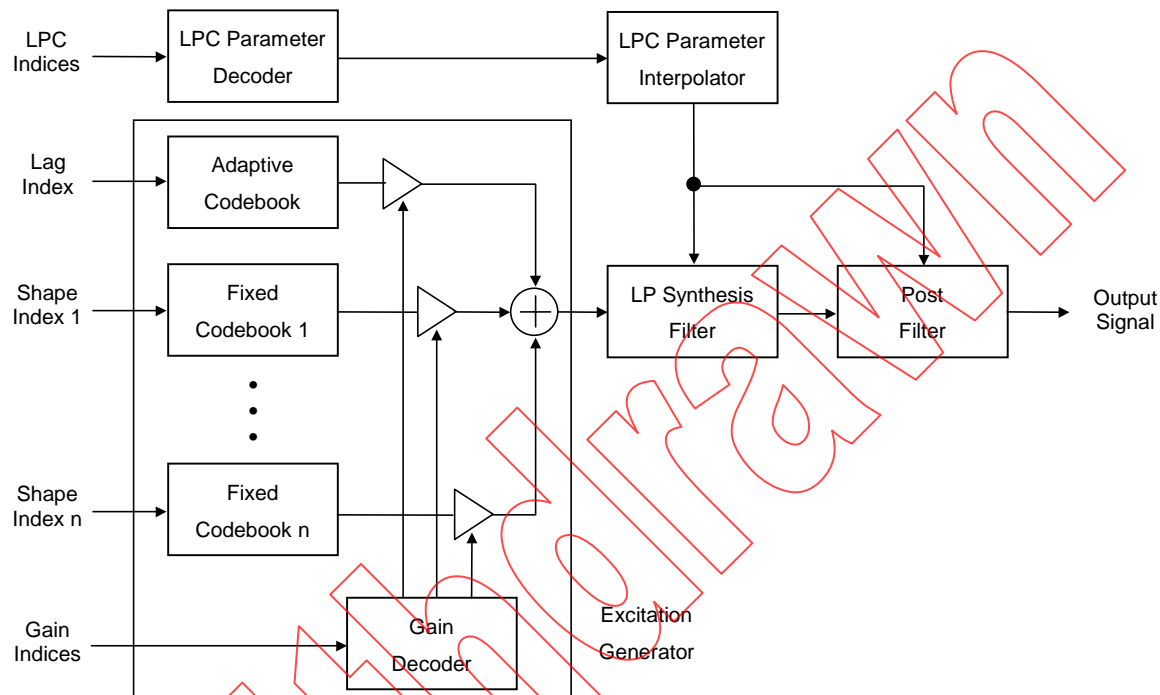 LPC
Indices
LPC Parameter
Decoder
LPC Parameter
Interpolator
Lag
Index
Adaptive
Codebook
Shape
Index 1
Fixed
Codebook 1
LP Synthesis
Filter
Post
Filter
Output
Signal
Shape
Index n
Fixed
Codebook n
Gain
Indices
Gain
Decoder
Excitation
Generator